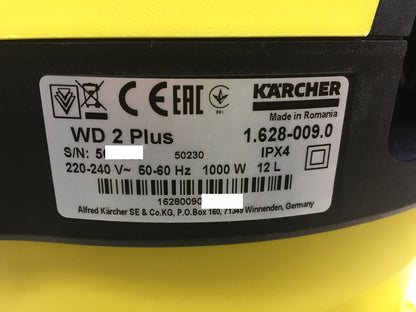 CE EAC KÄRCHER
Made in Romania
WD 2 Plus 1.628-009.0
S/N: 5 50230 IPX4
220-240 V~ 50-60 Hz 1000 W 12 L
16280090
Alfred Kärcher SE & Co.KG, P.O.Box 160, 71349 Winnenden, Germany